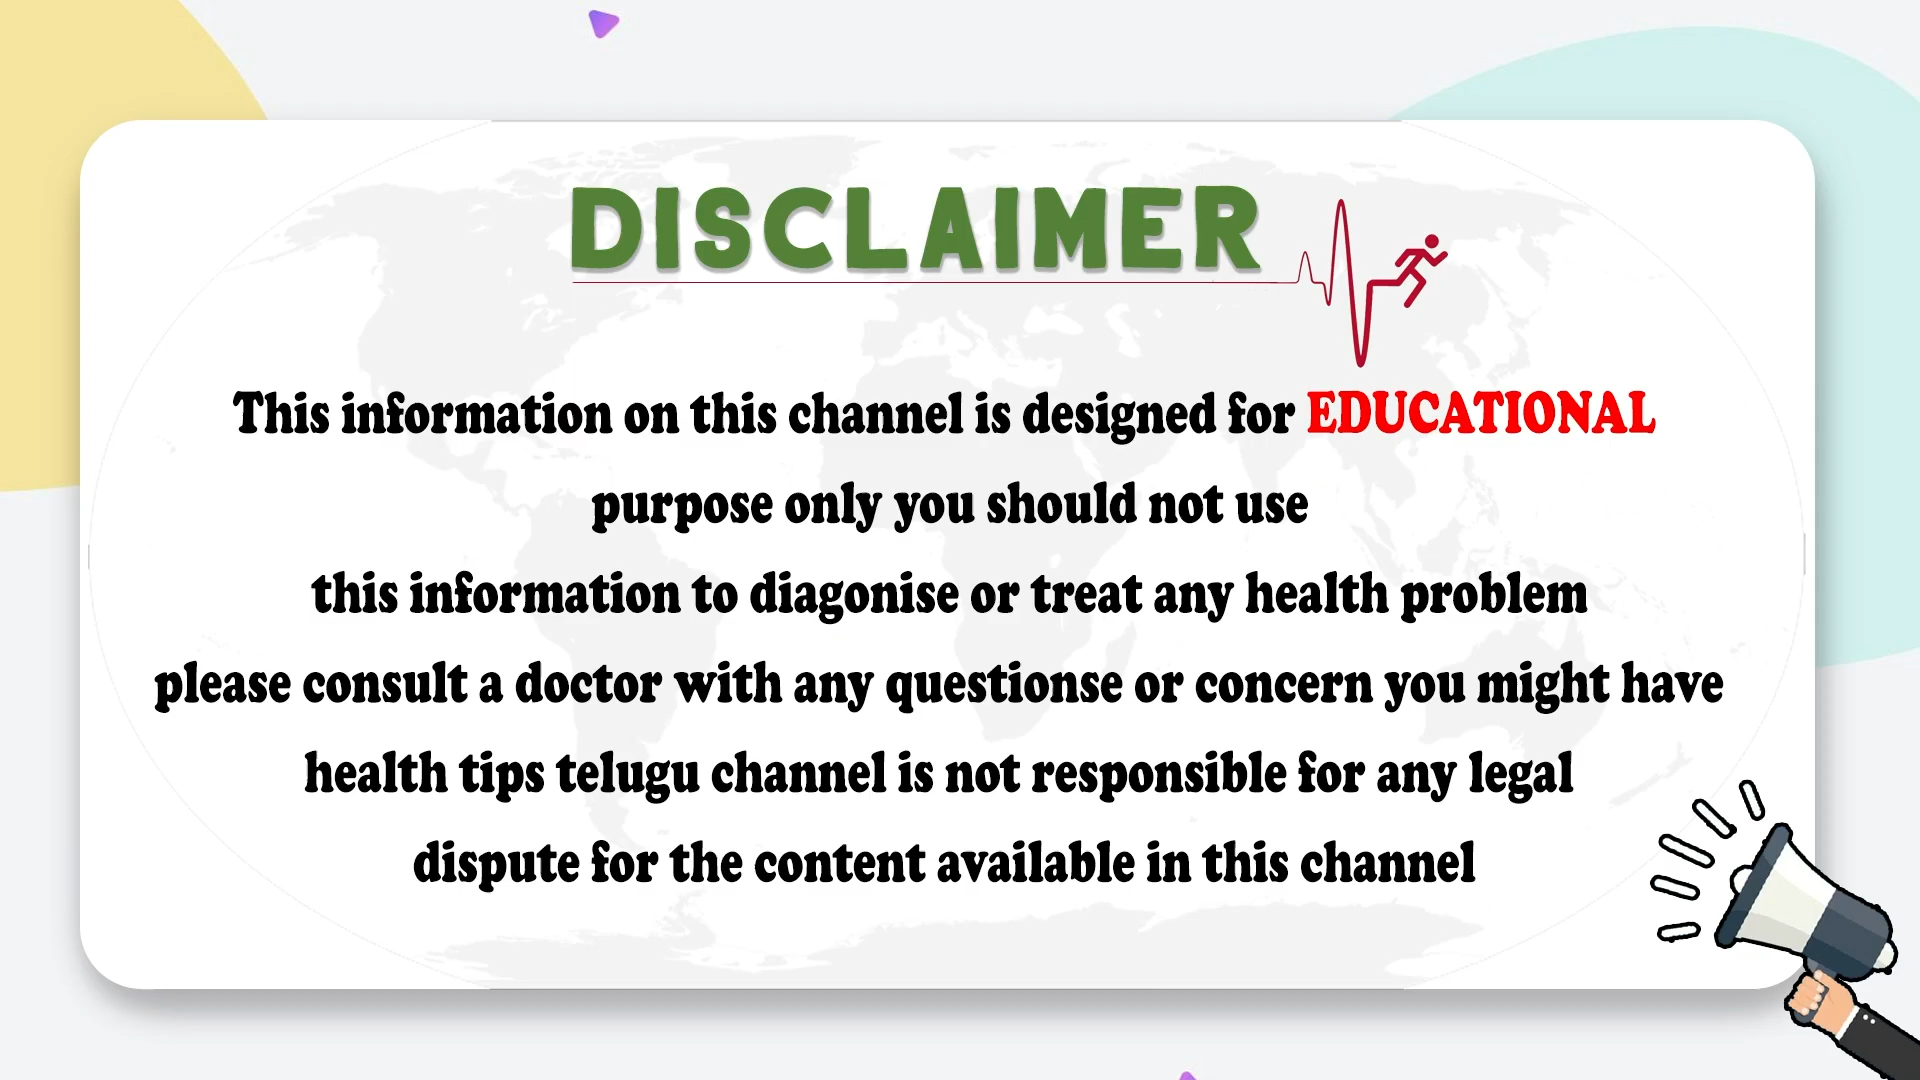 DISCLAIMER
This information on this channel is designed for EDUCATIONAL
purpose only you should not use
this information to diagonise or treat any health problem
please consult a doctor with any questionse or concern you might have
health tips telugu channel is not responsible for any legal
dispute for the content available in this channel